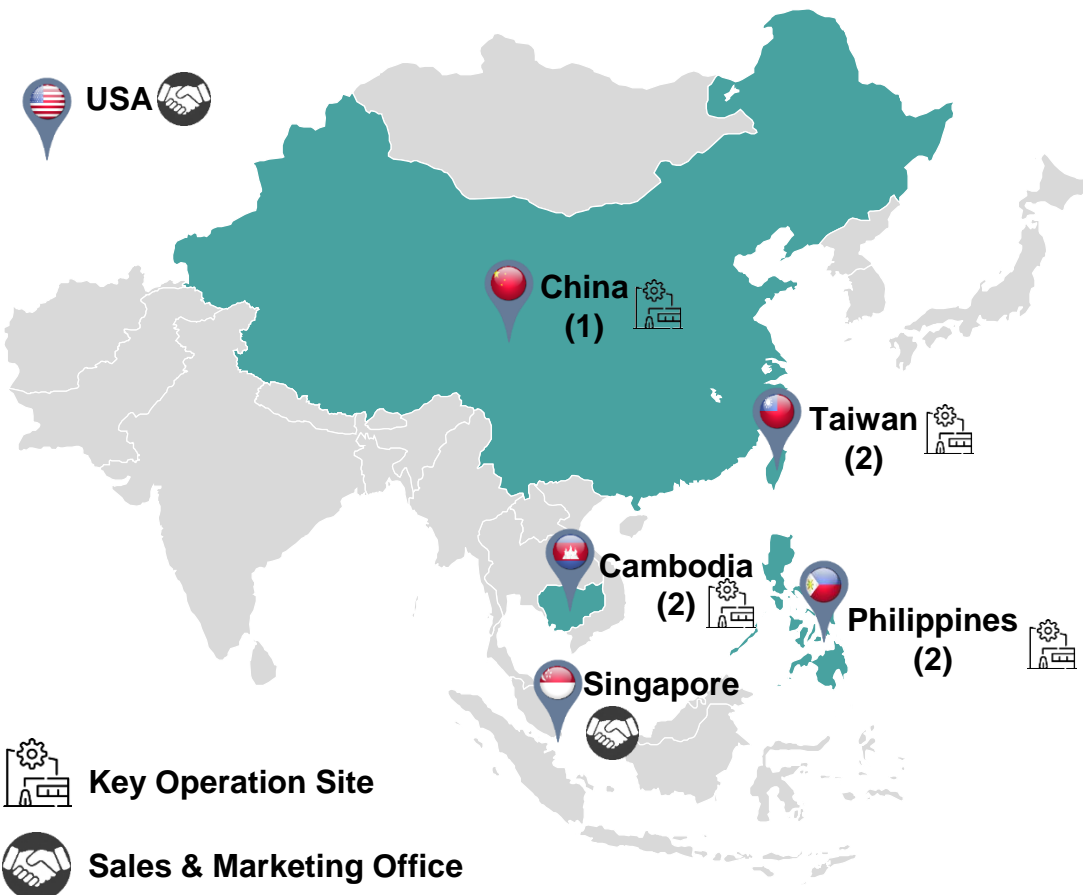 USA
China
(1)
Taiwan
(2)
Cambodia
(2)
Philippines
(2)
Singapore
Key Operation Site
Sales & Marketing Office